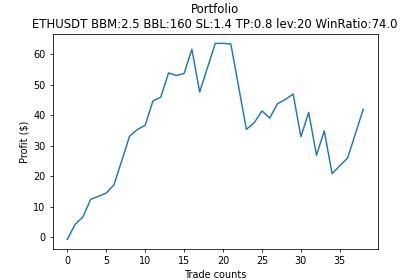 Portfolio
ETHUSDT BBM:2.5 BBL:160 SL:1.4 TP:0.8 lev:20 WinRatio:74.0
Profit ($)
60
50
40
30
20
10
0
0 5 10 15 20 25 30 35
Trade counts